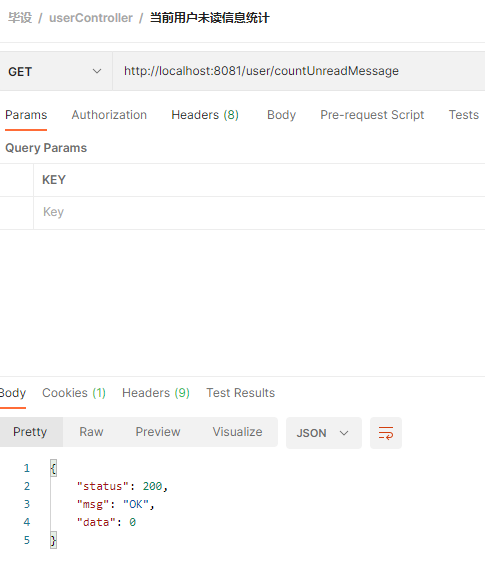 毕设 / userController / 当前用户未读信息统计
GET http://localhost:8081/user/countUnreadMessage
Params Authorization Headers (8) Body Pre-request Script Tests
Query Params
KEY
Key
Body Cookies (1) Headers (9) Test Results
Pretty Raw Preview Visualize JSON
1 {
2 "status": 200,
3 "msg": "OK",
4 "data": 0
5 }